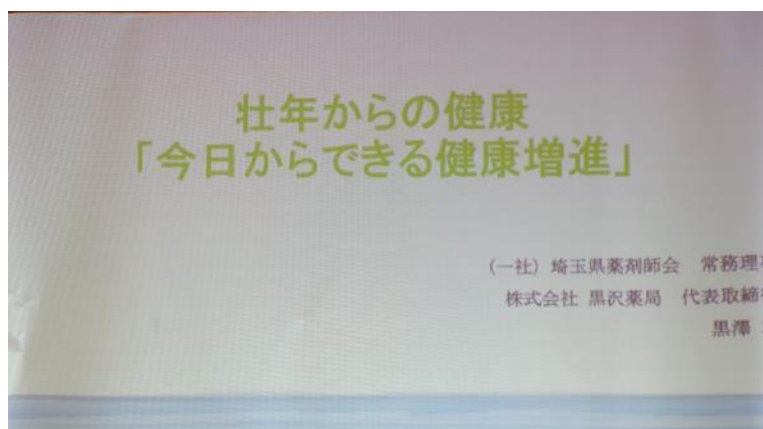 壮年からの健康
「今日からできる健康増進」
(一社) 埼玉県薬剤師会 常務理
株式会社 黒沢薬局 代表取締
黒澤